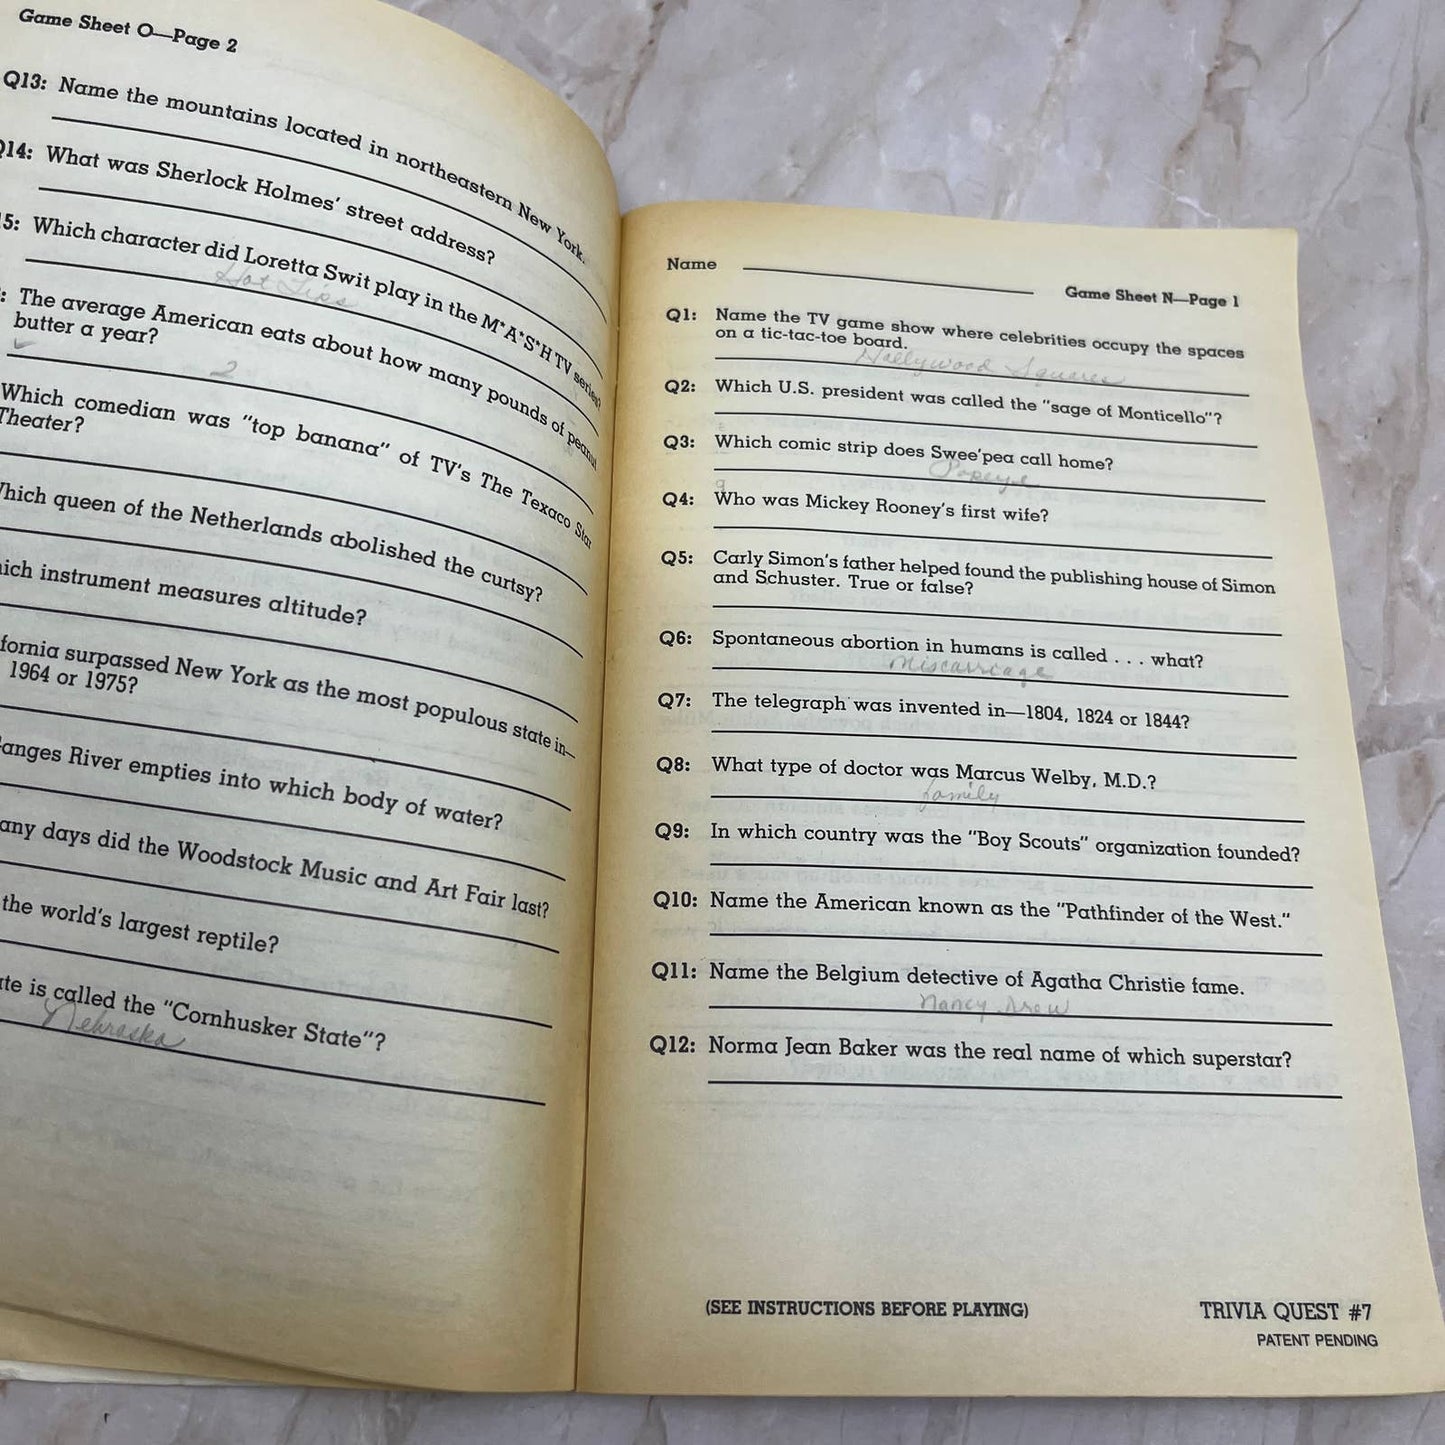 Game Sheet O—Page 2
Q13: Name the mountains located in northeastern New York.
Q14: What was Sherlock Holmes' street address?
15: Which character did Loretta Swit play in the M*A*S*H TV series?
Hot Lips
: The average American eats about how many pounds of peanut
butter a year?
2
Which comedian was "top banana" of TV's The Texaco Star
Theater?
hich queen of the Netherlands abolished the curtsy?
ich instrument measures altitude?
fornia surpassed New York as the most populous state in—
1964 or 1975?
anges River empties into which body of water?
any days did the Woodstock Music and Art Fair last?
the world's largest reptile?
te is called the "Cornhusker State"?
Nebraska
Name
Game Sheet N—Page 1
Q1: Name the TV game show where celebrities occupy the spaces
on a tic-tac-toe board.
Hollywood Squares
Q2: Which U.S. president was called the "sage of Monticello"?
Q3: Which comic strip does Swee'pea call home?
Popeye
Q4: Who was Mickey Rooney's first wife?
Q5: Carly Simon's father helped found the publishing house of Simon
and Schuster. True or false?
Q6: Spontaneous abortion in humans is called . . . what?
Miscarriage
Q7: The telegraph was invented in—1804, 1824 or 1844?
Q8: What type of doctor was Marcus Welby, M.D.?
family
Q9: In which country was the "Boy Scouts" organization founded?
Q10: Name the American known as the "Pathfinder of the West."
Q11: Name the Belgium detective of Agatha Christie fame.
Nancy Drew
Q12: Norma Jean Baker was the real name of which superstar?
(SEE INSTRUCTIONS BEFORE PLAYING)
TRIVIA QUEST #7
PATENT PENDING